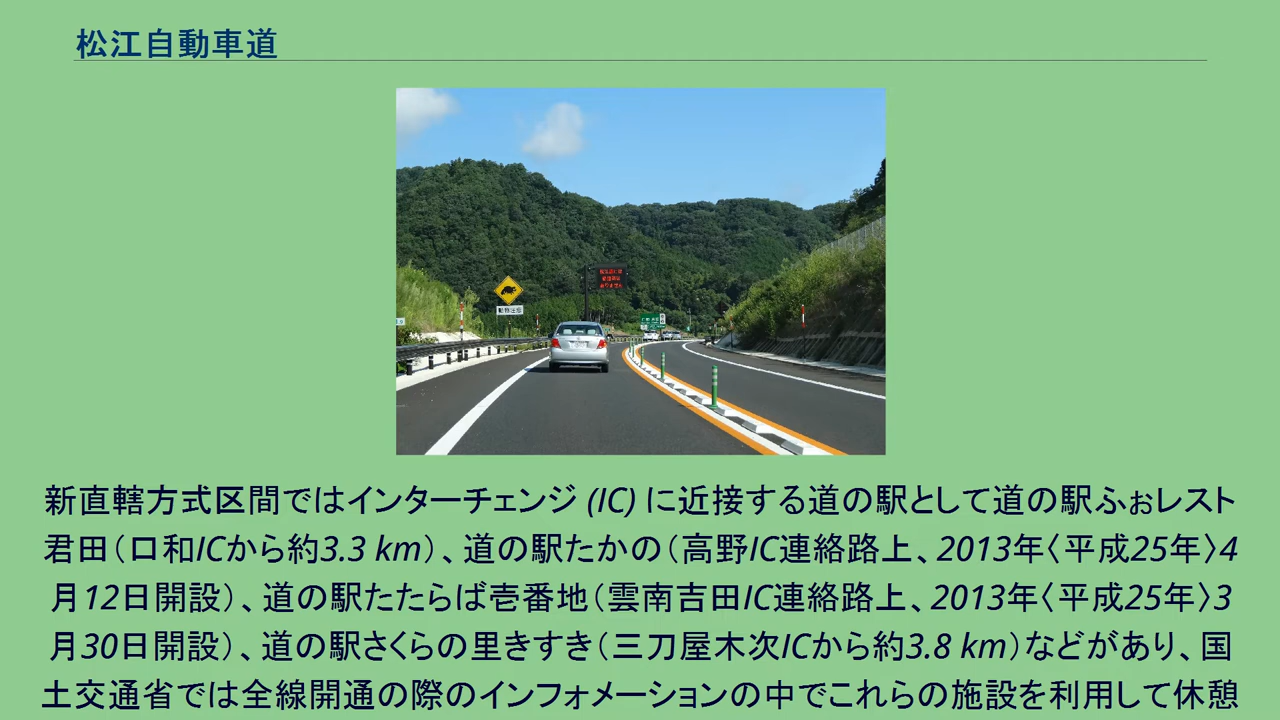 松江自動車道
動物注意
新直轄方式区間ではインターチェンジ (IC) に近接する道の駅として道の駅ふぉレスト
君田（口和ICから約3.3 km）、道の駅たかの（高野IC連絡路上、2013年〈平成25年〉4
月12日開設）、道の駅たたらば壱番地（雲南吉田IC連絡路上、2013年〈平成25年〉3
月30日開設）、道の駅さくらの里きすき（三刀屋木次ICから約3.8 km）などがあり、国
土交通省では全線開通の際のインフォメーションの中でこれらの施設を利用して休憩